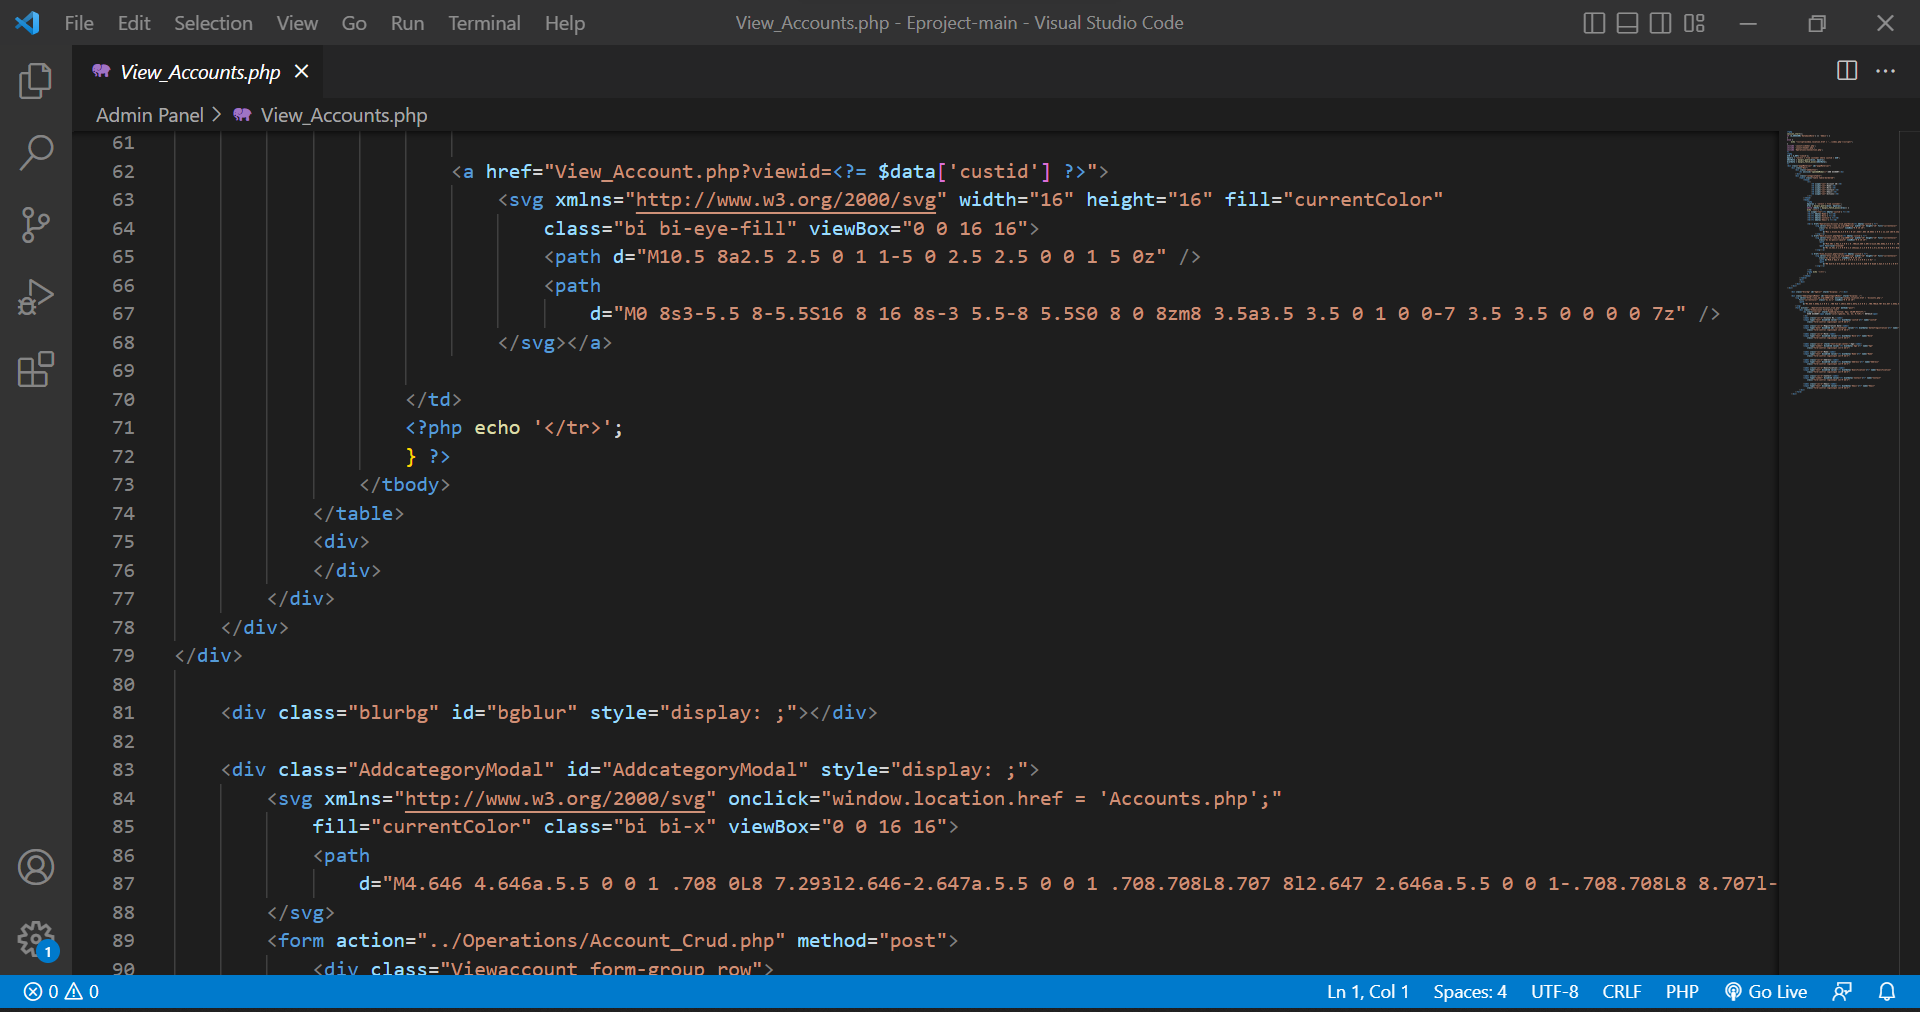 File Edit Selection View Go Run Terminal Help View_Accounts.php - Eproject-main - Visual Studio Code
View_Accounts.php
Admin Panel > View_Accounts.php
61
62 <a href="View_Account.php?viewid=<?= $data['custid'] ?>">
63 <svg xmlns="http://www.w3.org/2000/svg" width="16" height="16" fill="currentColor"
64 class="bi bi-eye-fill" viewBox="0 0 16 16">
65 <path d="M10.5 8a2.5 2.5 0 1 1-5 0 2.5 2.5 0 0 1 5 0z" />
66 <path
67 d="M0 8s3-5.5 8-5.5S16 8 16 8s-3 5.5-8 5.5S0 8 0 8zm8 3.5a3.5 3.5 0 1 0 0-7 3.5 3.5 0 0 0 0 7z" />
68 </svg></a>
69
70 </td>
71 <?php echo '</tr>';
72 } ?>
73 </tbody>
74 </table>
75 <div>
76 </div>
77 </div>
78 </div>
79 </div>
80
81 <div class="blurbg" id="bgblur" style="display: ;"></div>
82
83 <div class="AddcategoryModal" id="AddcategoryModal" style="display: ;">
84 <svg xmlns="http://www.w3.org/2000/svg" onclick="window.location.href = 'Accounts.php';"
85 fill="currentColor" class="bi bi-x" viewBox="0 0 16 16">
86 <path
87 d="M4.646 4.646a.5.5 0 0 1 .708 0L8 7.293l2.646-2.647a.5.5 0 0 1 .708.708L8.707 8l2.647 2.646a.5.5 0 0 1-.708.708L8 8.707l-
88 </svg>
89 <form action="../Operations/Account_Crud.php" method="post">
90 <div class="Viewaccount form-group row">
1
0 0 Ln 1, Col 1 Spaces: 4 UTF-8 CRLF PHP Go Live